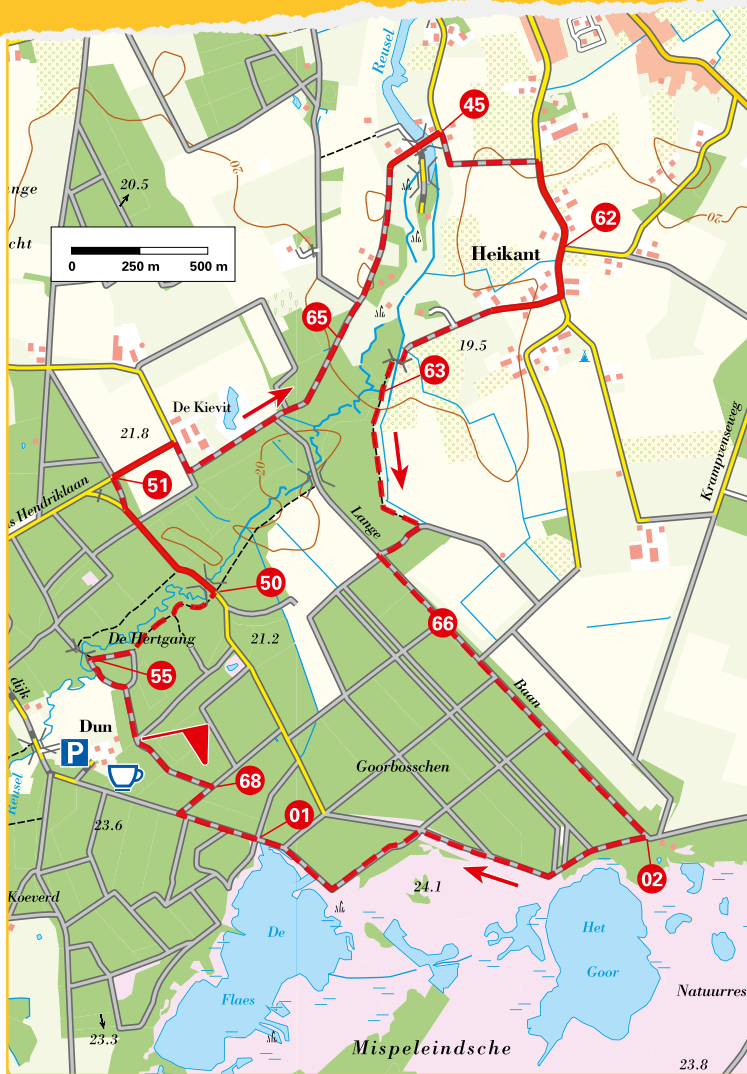 Reusel
45
20
nge
20.5
cht
62
20
Heikant
0 250 m 500 m
65
19.5
63
De Kievit
21.8
Krampvenseweg
20
51
s Hendriklaan
Lange
50
66
De Hertgang
21.2
55
Baan
dijk
Dun
P
Goorbosschen
68
Reusel
01
23.6
02
24.1
Koeverd
De
Flaes
Het
Goor
Natuurres
23.3
Mispeleindsche
23.8